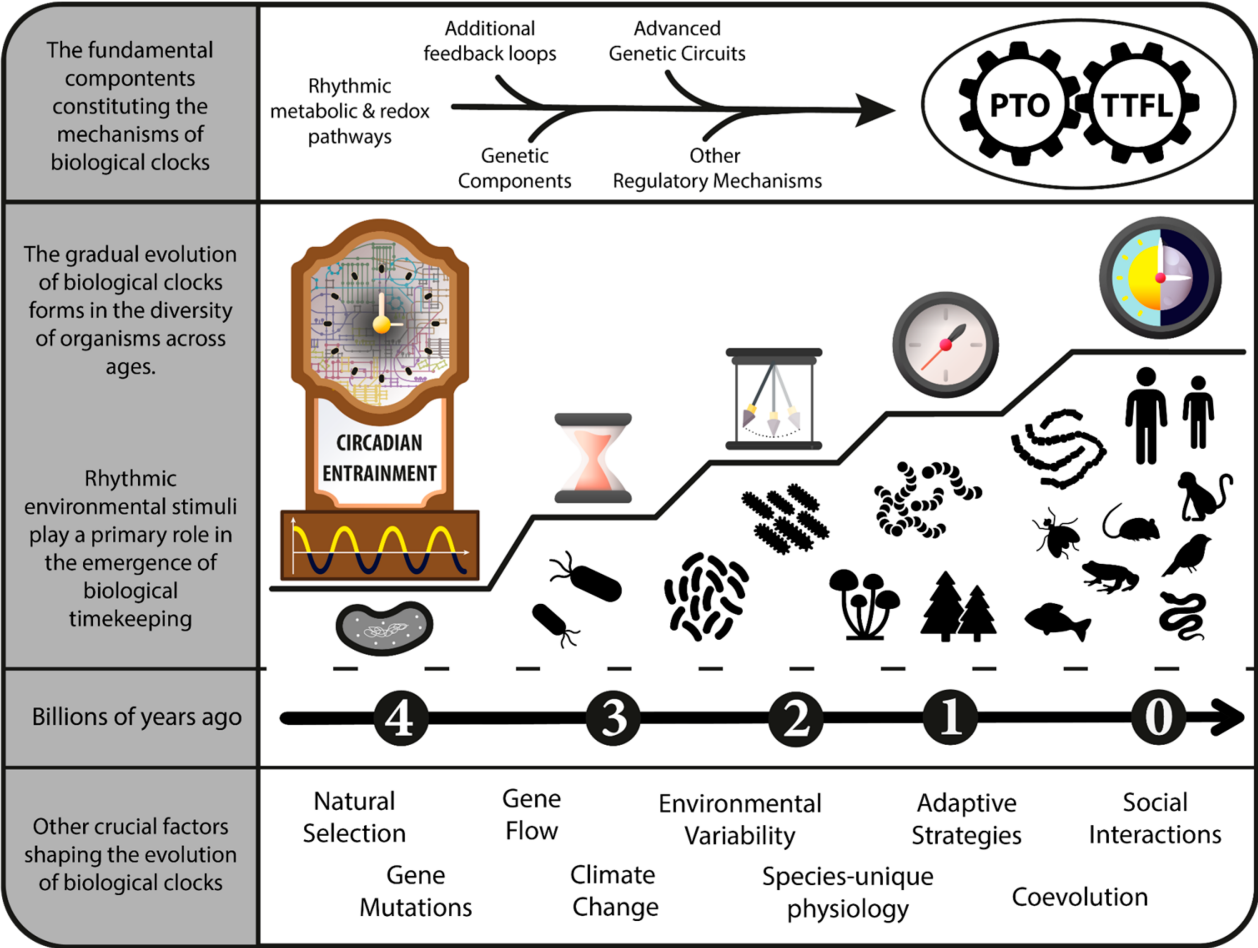 The fundamental
compontents
constituting the
mechanisms of
biological clocks
Rhythmic
metabolic & redox
pathways
Additional
feedback loops
Advanced
Genetic Circuits
Genetic
Components
Other
Regulatory Mechanisms
PTO
TTFL
The gradual evolution
of biological clocks
forms in the diversity
of organisms across
ages.
Rhythmic
environmental stimuli
play a primary role in
the emergence of
biological
timekeeping
CIRCADIAN
ENTRAINMENT
Billions of years ago
4
3
2
1
0
Other crucial factors
shaping the evolution
of biological clocks
Natural
Selection
Gene
Mutations
Gene
Flow
Climate
Change
Environmental
Variability
Species-unique
physiology
Adaptive
Strategies
Coevolution
Social
Interactions